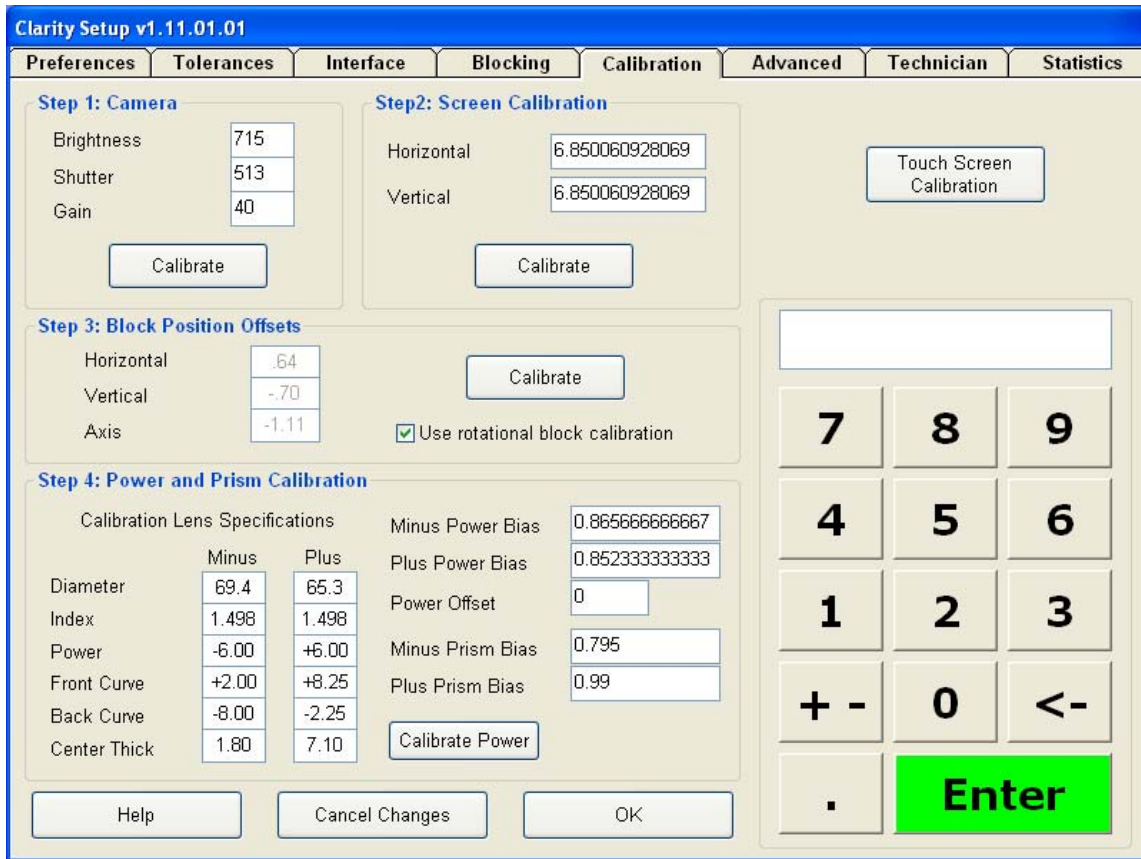 Clarity Setup v1.11.01.01
Preferences Tolerances Interface Blocking Calibration Advanced Technician Statistics
Step 1: Camera
Brightness 715
Shutter 513
Gain 40
Calibrate
Step2: Screen Calibration
Horizontal 6.850060928069
Vertical 6.850060928069
Calibrate
Touch Screen
Calibration
Step 3: Block Position Offsets
Horizontal .64
Vertical -.70
Axis -1.11
Calibrate
Use rotational block calibration
Step 4: Power and Prism Calibration
Calibration Lens Specifications
Minus Plus
Diameter 69.4 65.3
Index 1.498 1.498
Power -6.00 +6.00
Front Curve +2.00 +8.25
Back Curve -8.00 -2.25
Center Thick 1.80 7.10
Minus Power Bias 0.865666666667
Plus Power Bias 0.852333333333
Power Offset 0
Minus Prism Bias 0.795
Plus Prism Bias 0.99
Calibrate Power
7 8 9
4 5 6
1 2 3
+ - 0 <-
. Enter
Help Cancel Changes OK